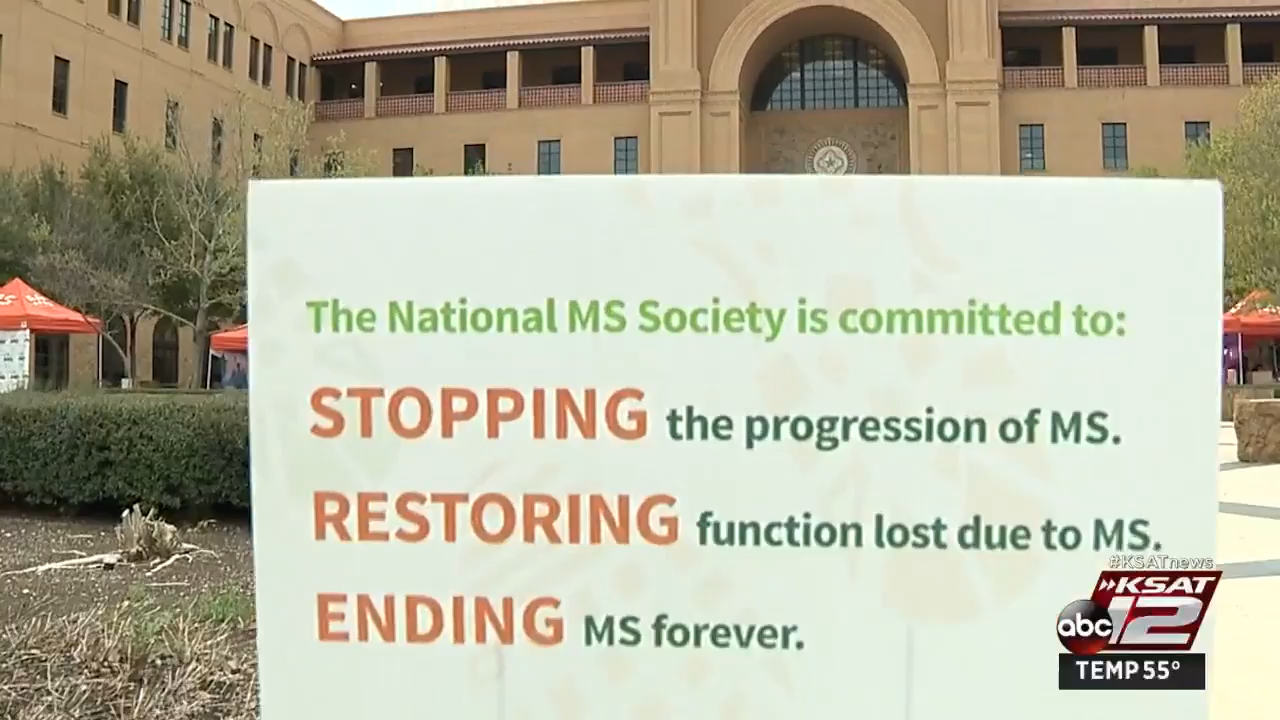 The National MS Society is committed to:
STOPPING the progression of MS.
RESTORING function lost due to MS.
ENDING MS forever.
#KSATnews
KSAT
abc 12
TEMP 55°